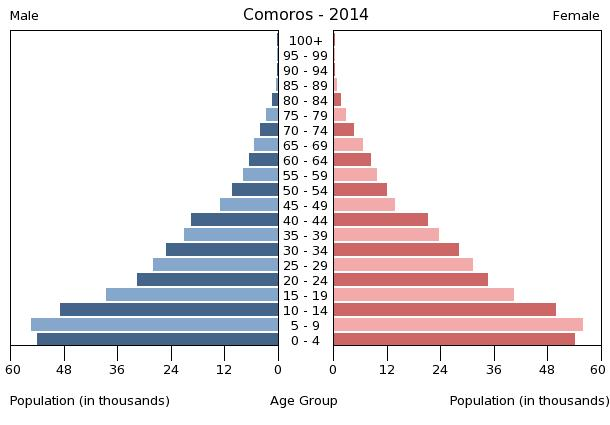 Comoros - 2014
Male
Female
100+
95 - 99
90 - 94
85 - 89
80 - 84
75 - 79
70 - 74
65 - 69
60 - 64
55 - 59
50 - 54
45 - 49
40 - 44
35 - 39
30 - 34
25 - 29
20 - 24
15 - 19
10 - 14
5 - 9
0 - 4
60 48 36 24 12 0 0 12 24 36 48 60
Population (in thousands) Age Group Population (in thousands)